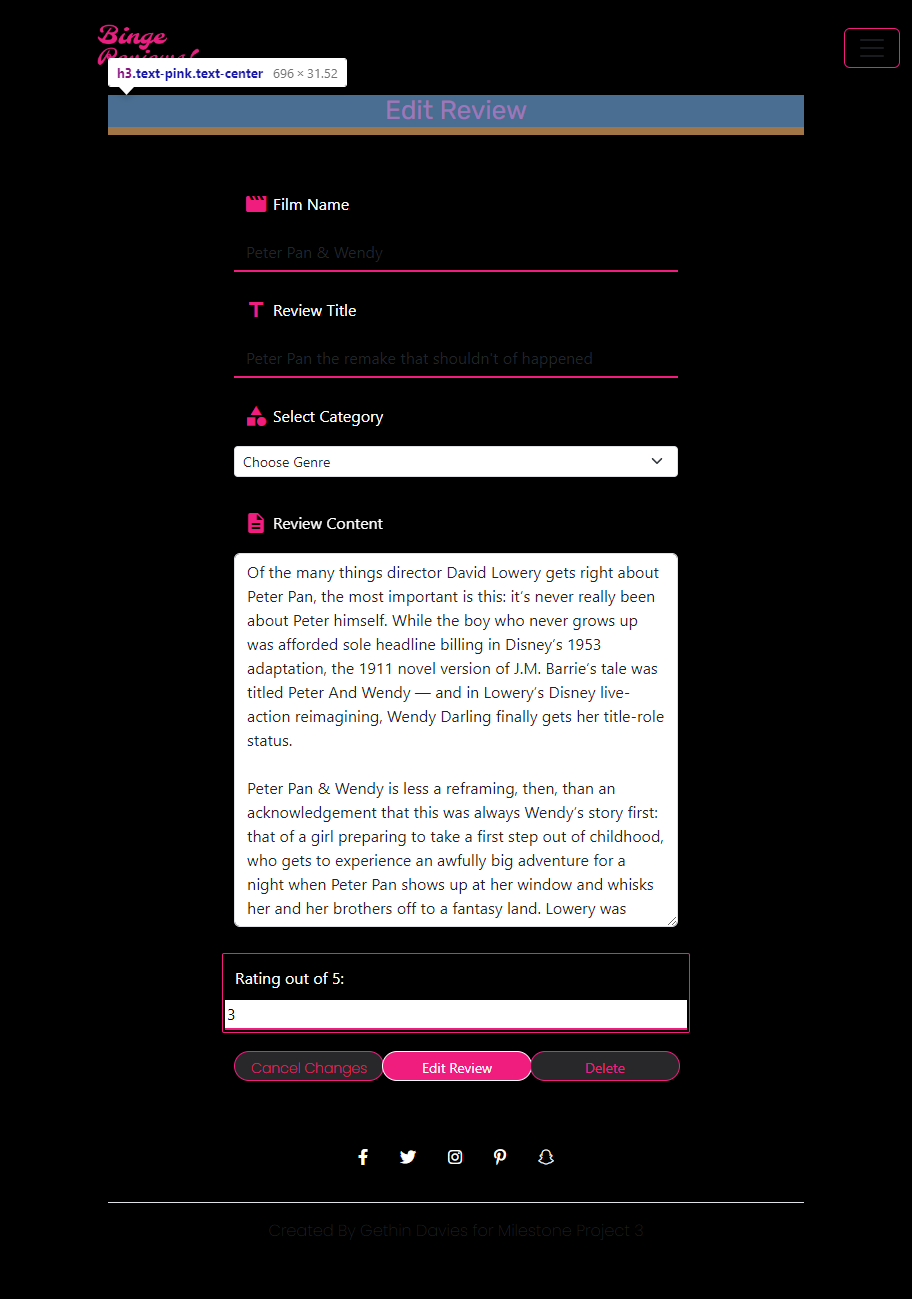 Binge
Reviews!
h3.text-pink.text-center 696 × 31.52
Edit Review
Film Name
Peter Pan & Wendy
Review Title
Peter Pan the remake that shouldn't of happened
Select Category
Choose Genre
Review Content
Of the many things director David Lowery gets right about
Peter Pan, the most important is this: it’s never really been
about Peter himself. While the boy who never grows up
was afforded sole headline billing in Disney’s 1953
adaptation, the 1911 novel version of J.M. Barrie’s tale was
titled Peter And Wendy — and in Lowery’s Disney live-
action reimagining, Wendy Darling finally gets her title-role
status.
Peter Pan & Wendy is less a reframing, then, than an
acknowledgement that this was always Wendy’s story first:
that of a girl preparing to take a first step out of childhood,
who gets to experience an awfully big adventure for a
night when Peter Pan shows up at her window and whisks
her and her brothers off to a fantasy land. Lowery was
Rating out of 5:
3
Cancel Changes Edit Review Delete
Created By Gethin Davies for Milestone Project 3